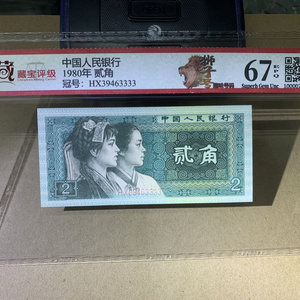 藏宝评级
中国人民银行
1980年 贰角
冠号：HX39463333
67 EPQ
Superb Gem Unc
中国人民银行
贰角
2
2